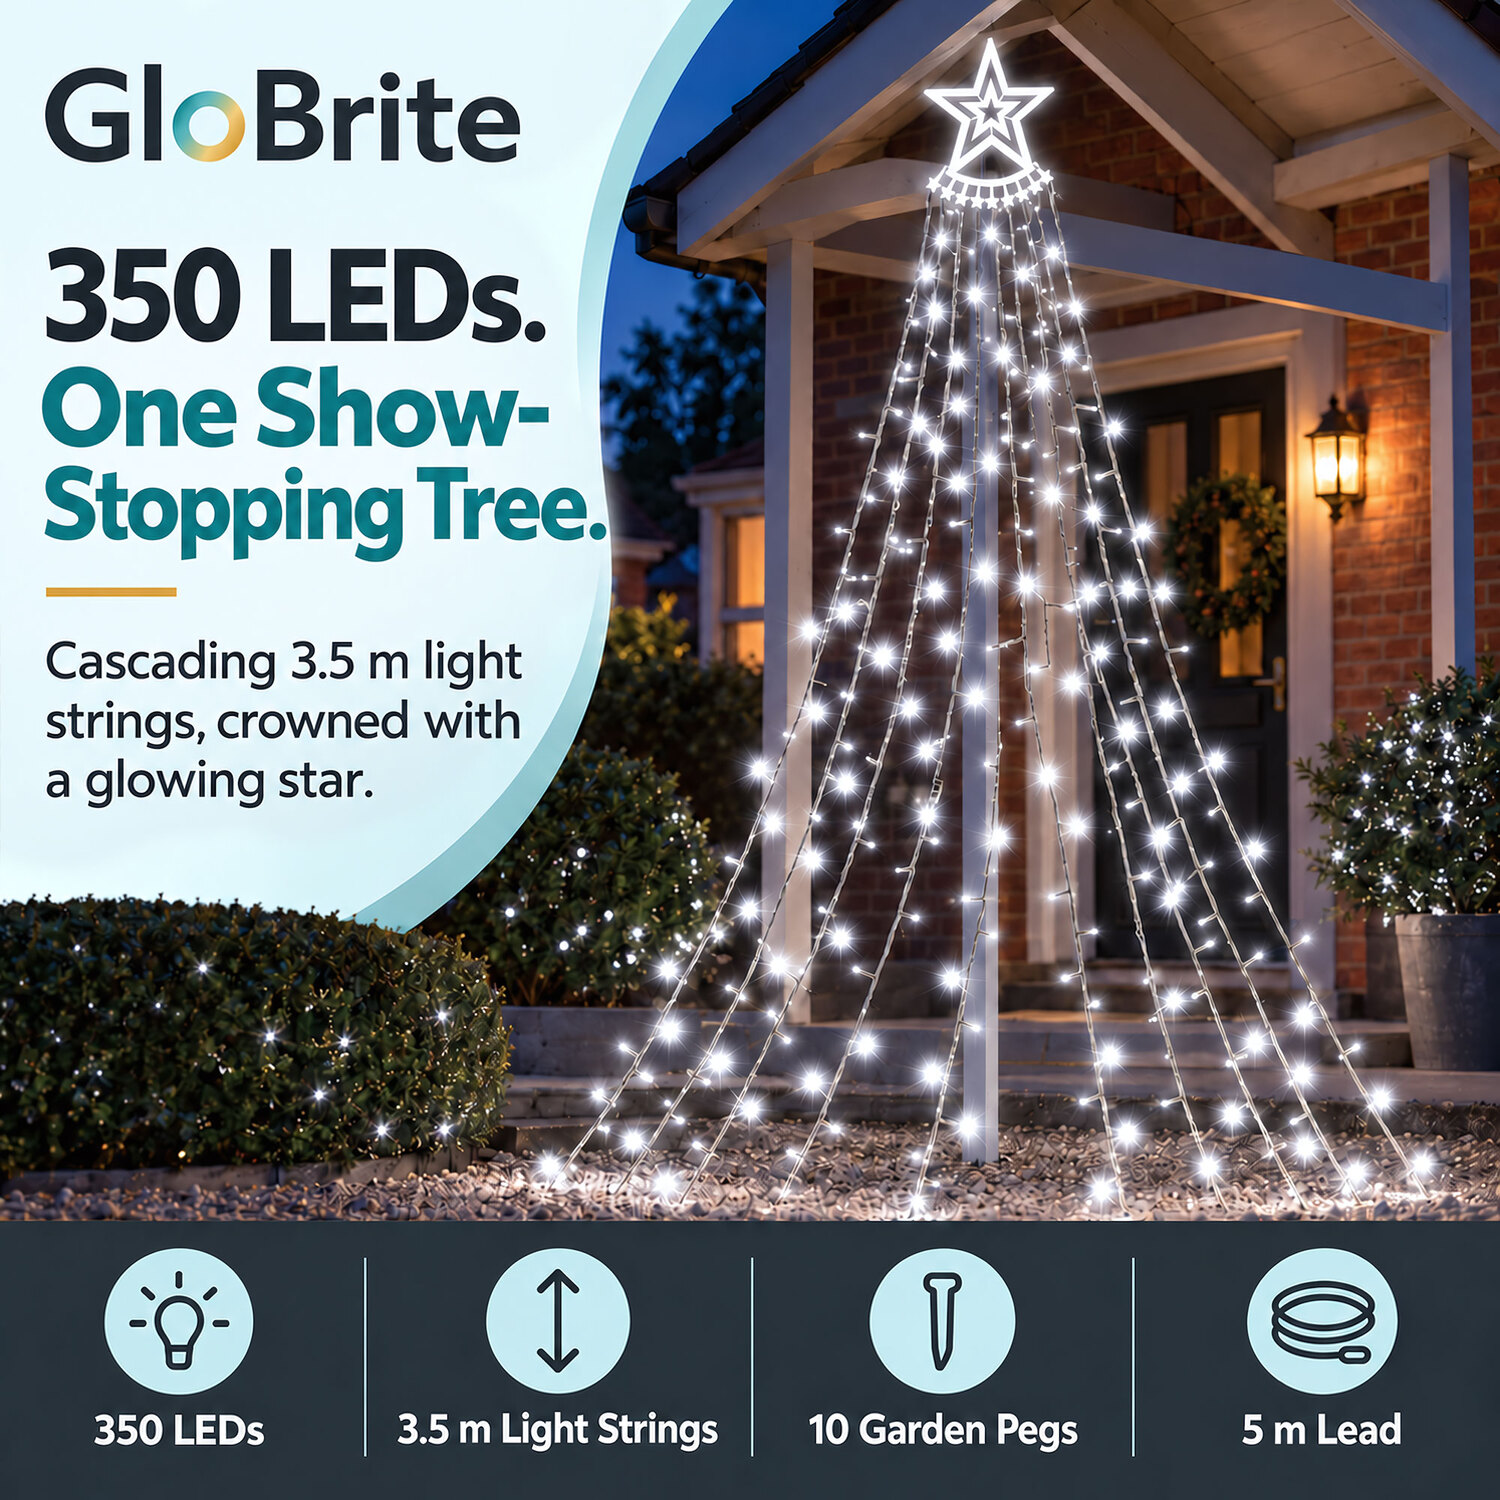 GloBrite
350 LEDs.
One Show-
Stopping Tree.
Cascading 3.5 m light
strings, crowned with
a glowing star.
350 LEDs
3.5 m Light Strings
10 Garden Pegs
5 m Lead